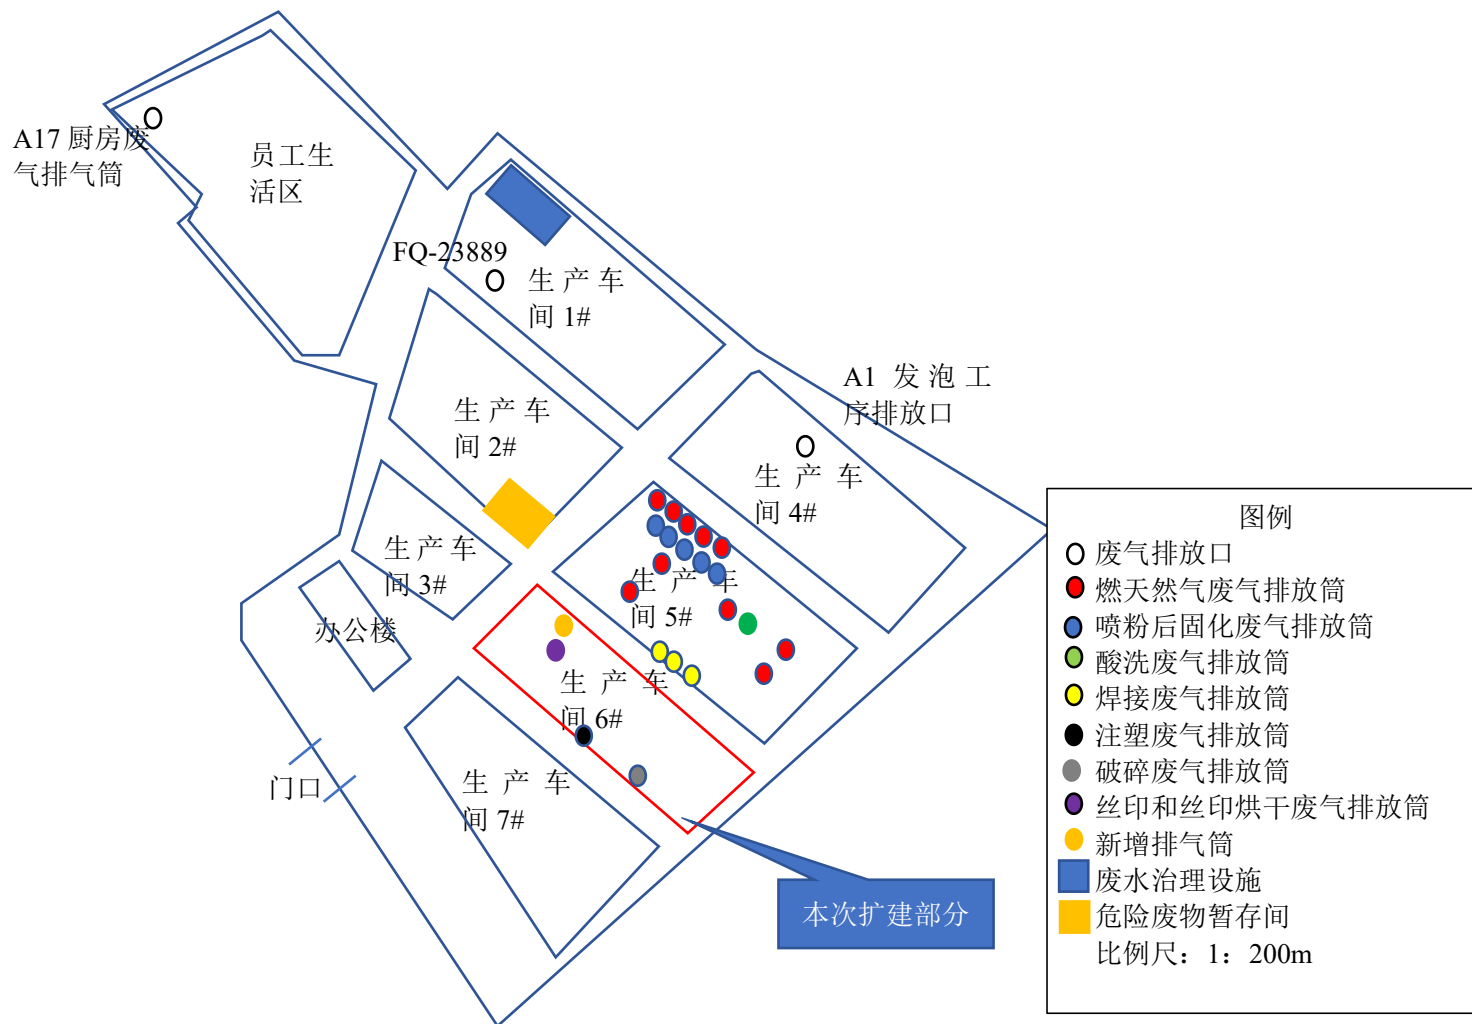 A17 厨房废
气排气筒
员工生
活区
FQ-23889
生产车
间 1#
生产车
间 2#
A1 发泡工
序排放口
生产车
间 4#
生产车
间 3#
生产车
间 5#
办公楼
生产车
间 6#
门口
生产车
间 7#
本次扩建部分
图例
废气排放口
燃天然气废气排放筒
喷粉后固化废气排放筒
酸洗废气排放筒
焊接废气排放筒
注塑废气排放筒
破碎废气排放筒
丝印和丝印烘干废气排放筒
新增排气筒
废水治理设施
危险废物暂存间
比例尺：1：200m